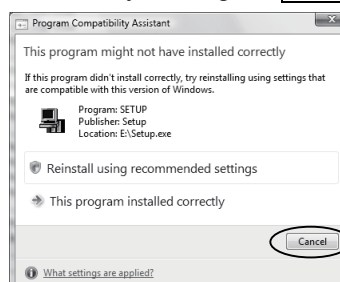 Program Compatibility Assistant
This program might not have installed correctly
If this program didn't install correctly, try reinstalling using settings that
are compatible with this version of Windows.
Program: SETUP
Publisher: Setup
Location: E:\Setup.exe
Reinstall using recommended settings
This program installed correctly
Cancel
What settings are applied?